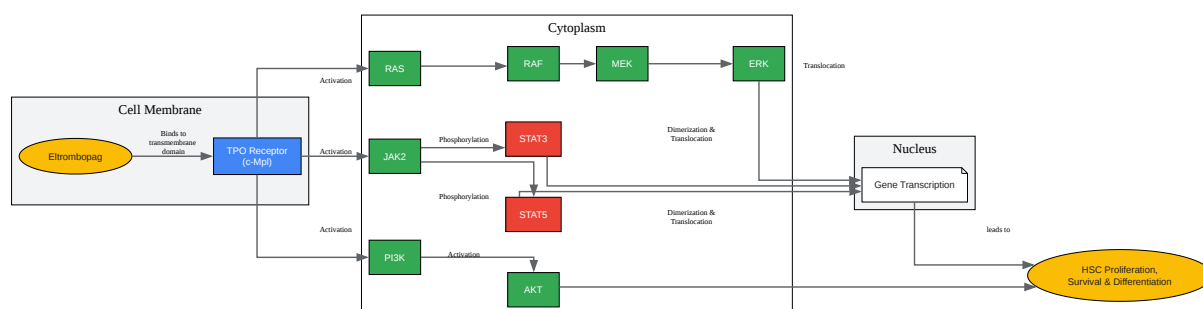 Cytoplasm
RAS
RAF
MEK
ERK
Translocation
Activation
Cell Membrane
Eltrombopag
Binds to
transmembrane
domain
TPO Receptor
(c-Mpl)
Activation
JAK2
Phosphorylation
STAT3
Dimerization &
Translocation
Nucleus
Gene Transcription
Phosphorylation
STAT5
Dimerization &
Translocation
Activation
PI3K
Activation
AKT
leads to
HSC Proliferation,
Survival & Differentiation